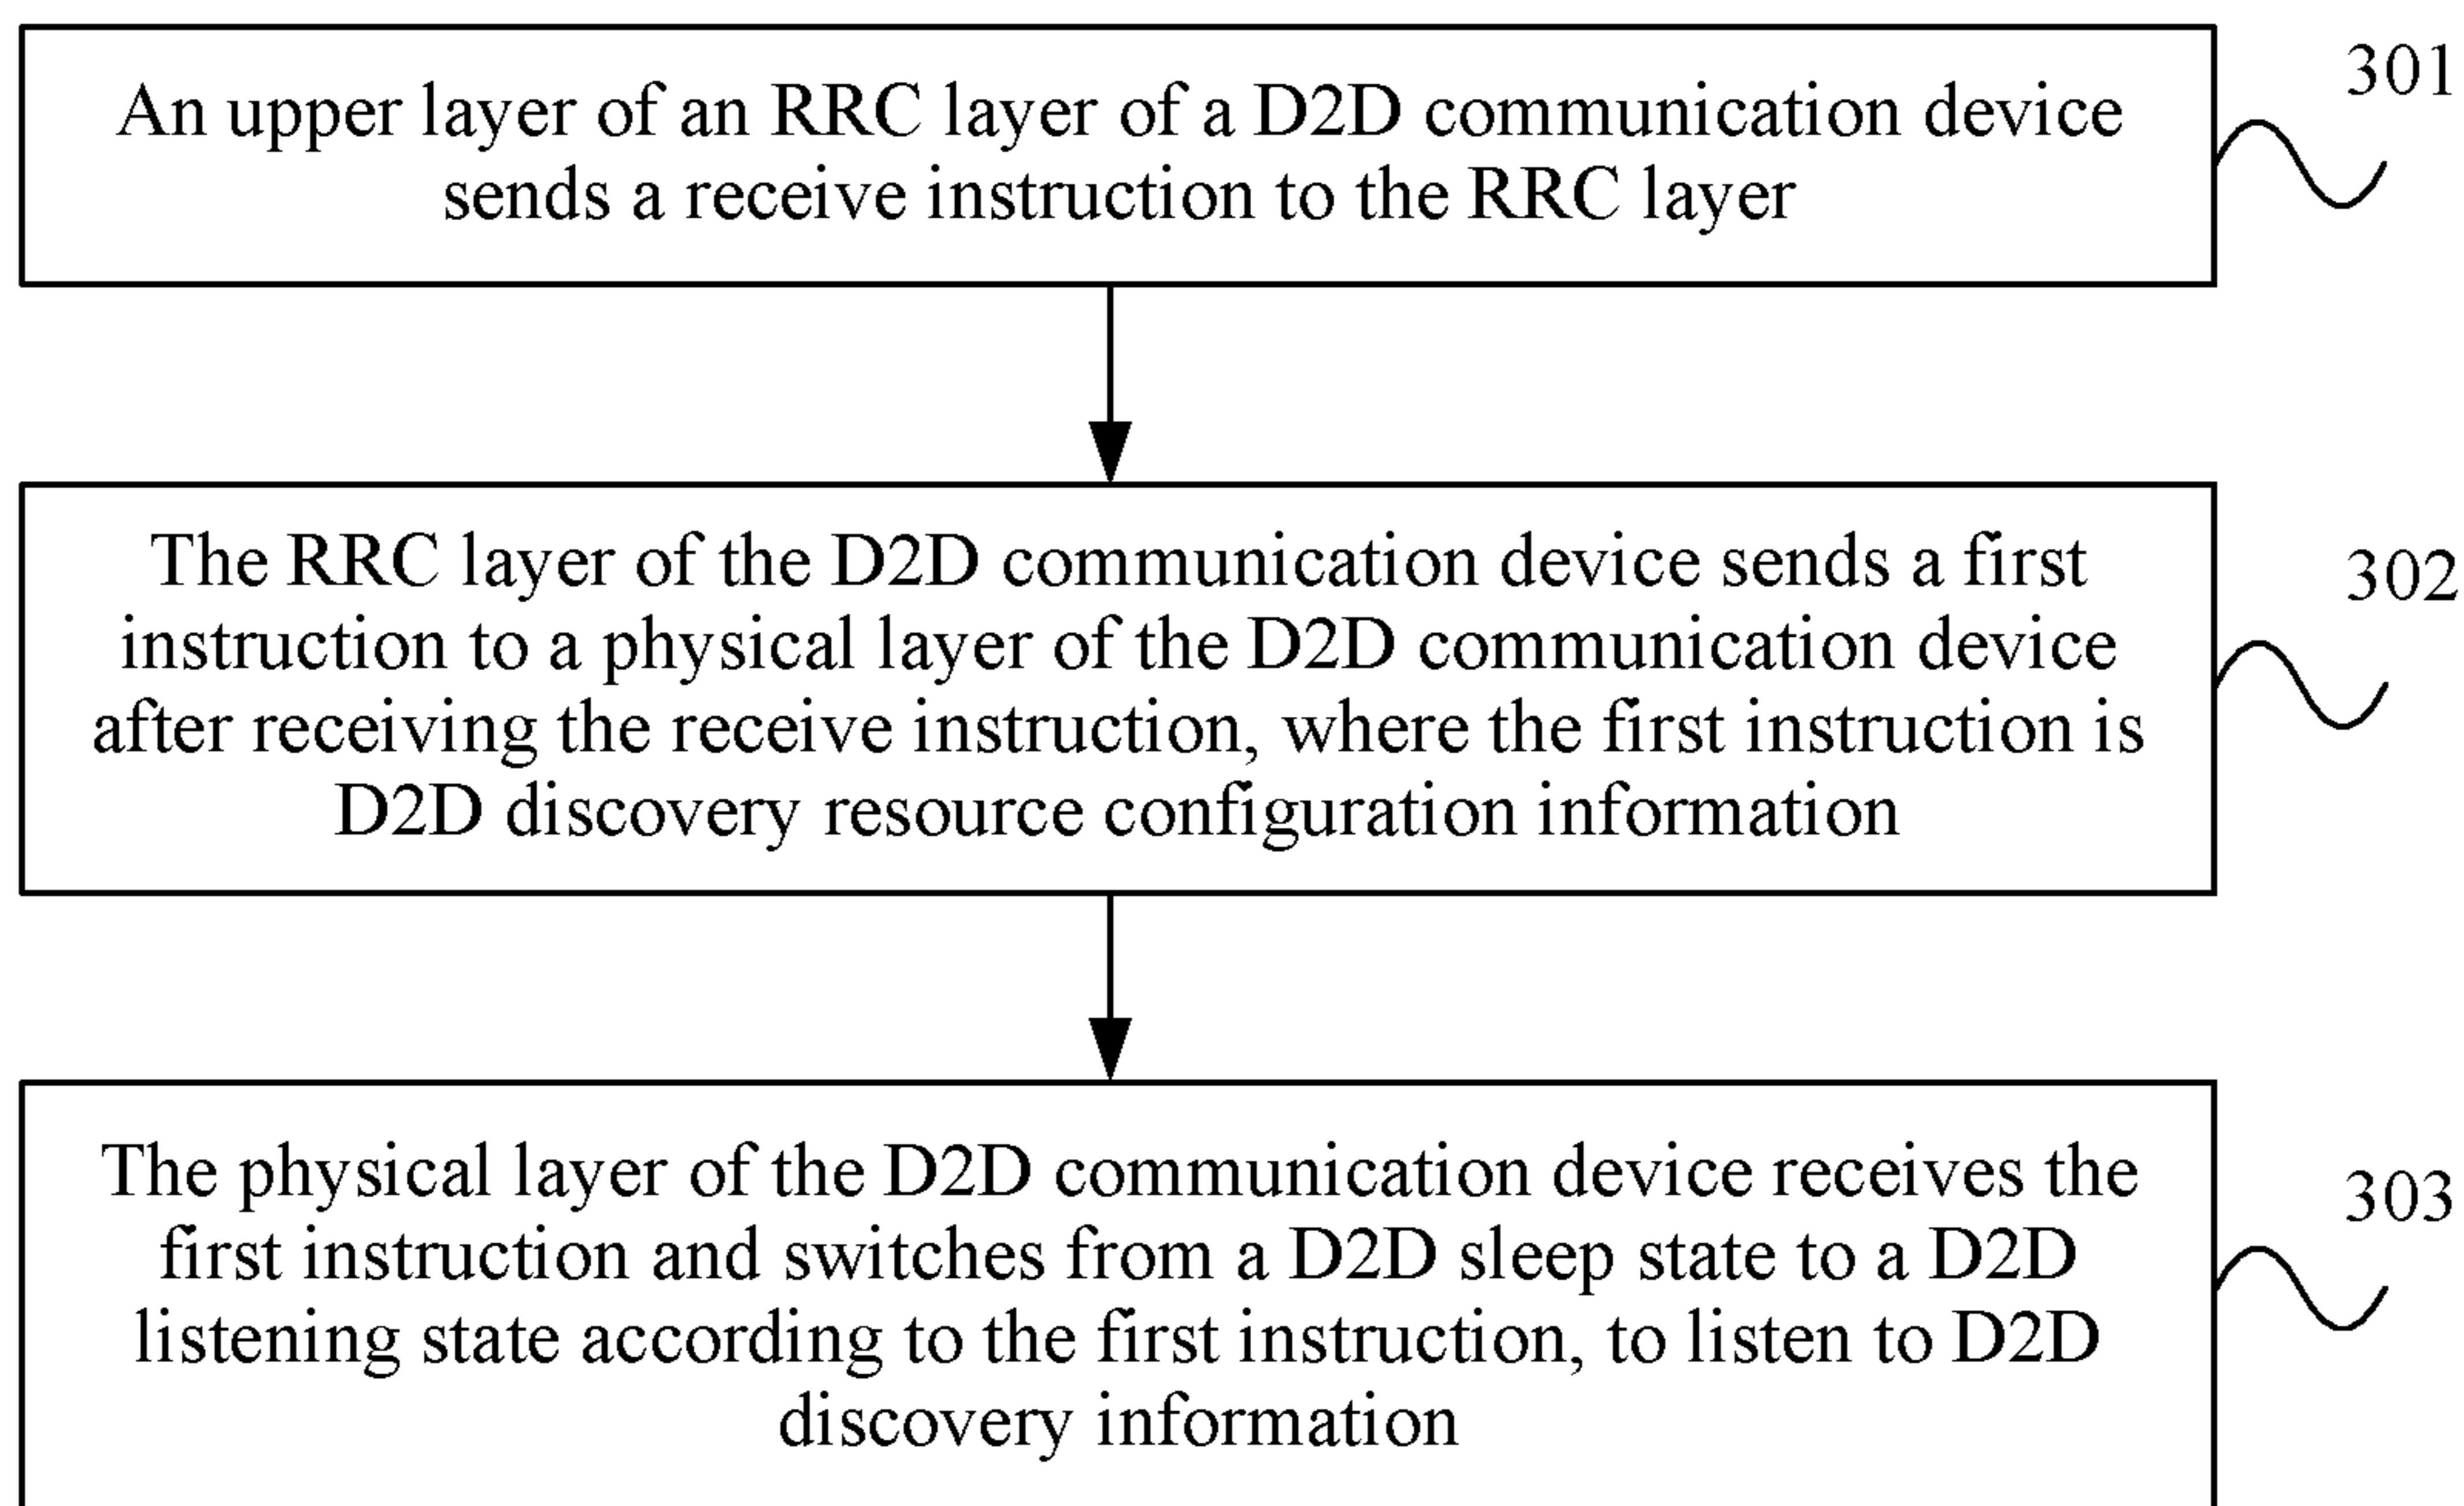 An upper layer of an RRC layer of a D2D communication device
sends a receive instruction to the RRC layer
301
The RRC layer of the D2D communication device sends a first
instruction to a physical layer of the D2D communication device
after receiving the receive instruction, where the first instruction is
D2D discovery resource configuration information
302
The physical layer of the D2D communication device receives the
first instruction and switches from a D2D sleep state to a D2D
listening state according to the first instruction, to listen to D2D
discovery information
303